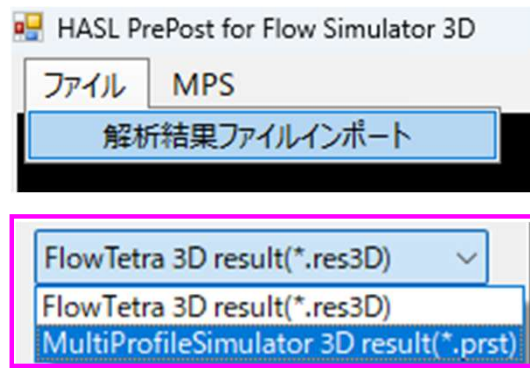 HASL PrePost for Flow Simulator 3D
ファイル MPS
解析結果ファイルインポート
FlowTetra 3D result(*.res3D)
FlowTetra 3D result(*.res3D)
MultiProfileSimulator 3D result(*.prst)